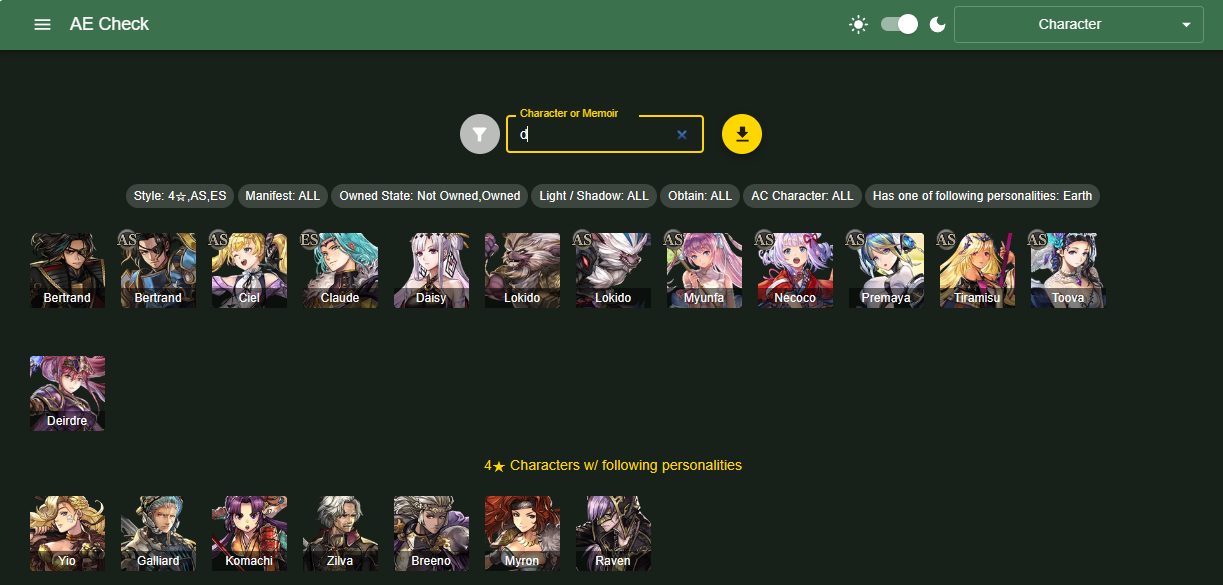 AE Check
Character
Character or Memoir
d
Style: 4☆,AS,ES
Manifest: ALL
Owned State: Not Owned,Owned
Light / Shadow: ALL
Obtain: ALL
AC Character: ALL
Has one of following personalities: Earth
Bertrand
AS
Bertrand
AS
Ciel
ES
Claude
Daisy
Lokido
AS
Lokido
AS
Myunfa
AS
Necoco
AS
Premaya
AS
Tiramisu
AS
Toova
Deirdre
4★ Characters w/ following personalities
Yio
Galliard
Komachi
Zilva
Breeno
Myron
Raven